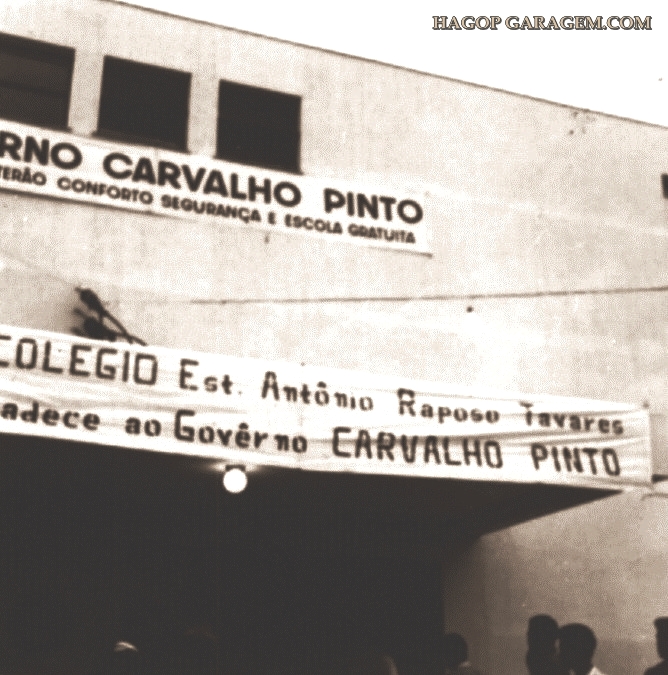 HAGOP GARAGEM.COM
RNO CARVALHO PINTO
TERÃO CONFORTO SEGURANÇA E ESCOLA GRATUITA
COLEGIO Est. Antônio Raposo Tavares
adece ao Govêrno CARVALHO PINTO